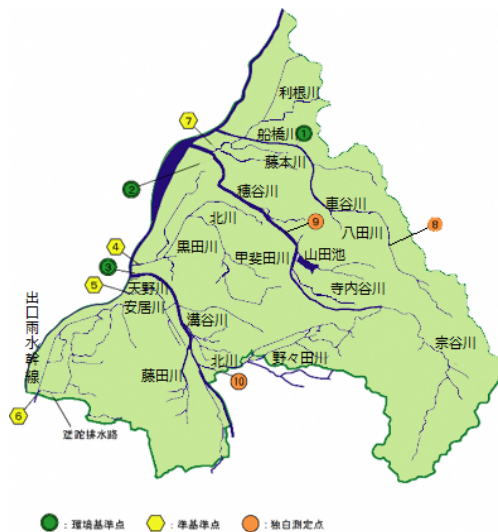 利根川
7
船橋川
1
藤本川
2
穂谷川
車谷川
北川
9
8
八田川
4
黒田川
甲斐田川
山田池
3
天野川
寺内谷川
5
安居川
出口雨水幹線
溝谷川
宗谷川
北川
野々田川
藤田川
10
6
蹉跎排水路
：環境基準点
：準基準点
：独自測定点